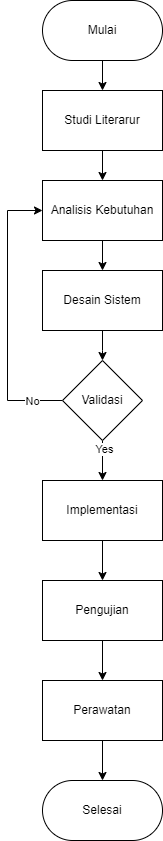 Mulai
Studi Literarur
Analisis Kebutuhan
Desain Sistem
Validasi
No
Yes
Implementasi
Pengujian
Perawatan
Selesai